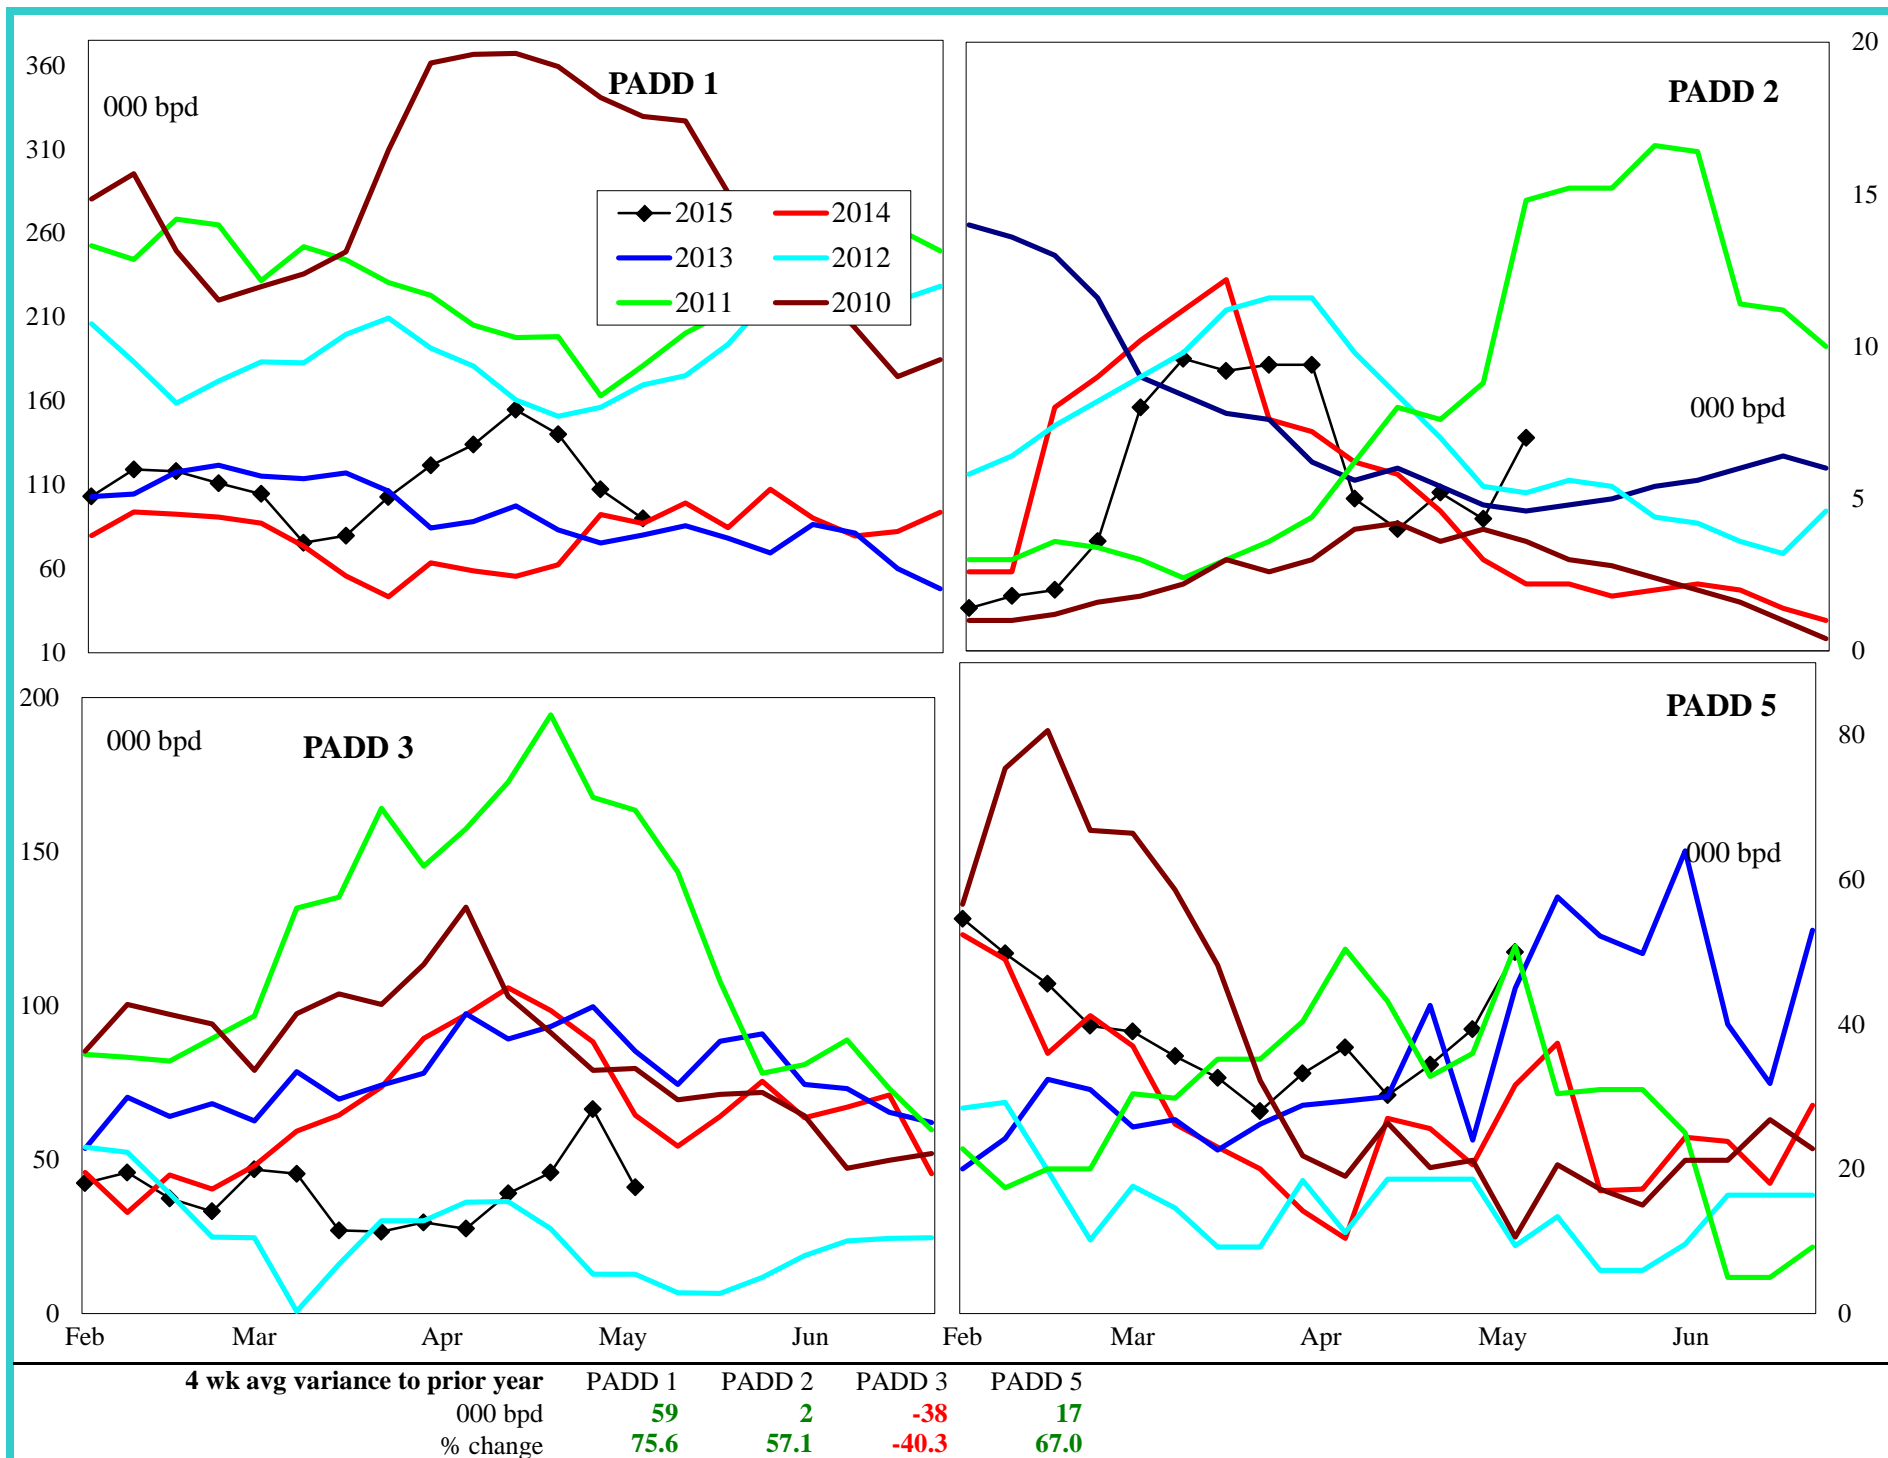 PADD 1
000 bpd
360
310
260
210
160
110
60
10
2015 2014
2013 2012
2011 2010
PADD 2
000 bpd
20
15
10
5
0
PADD 3
000 bpd
200
150
100
50
0
Feb Mar Apr May Jun
PADD 5
000 bpd
80
60
40
20
0
Feb Mar Apr May Jun
4 wk avg variance to prior year PADD 1 PADD 2 PADD 3 PADD 5
000 bpd 59 2 -38 17
% change 75.6 57.1 -40.3 67.0